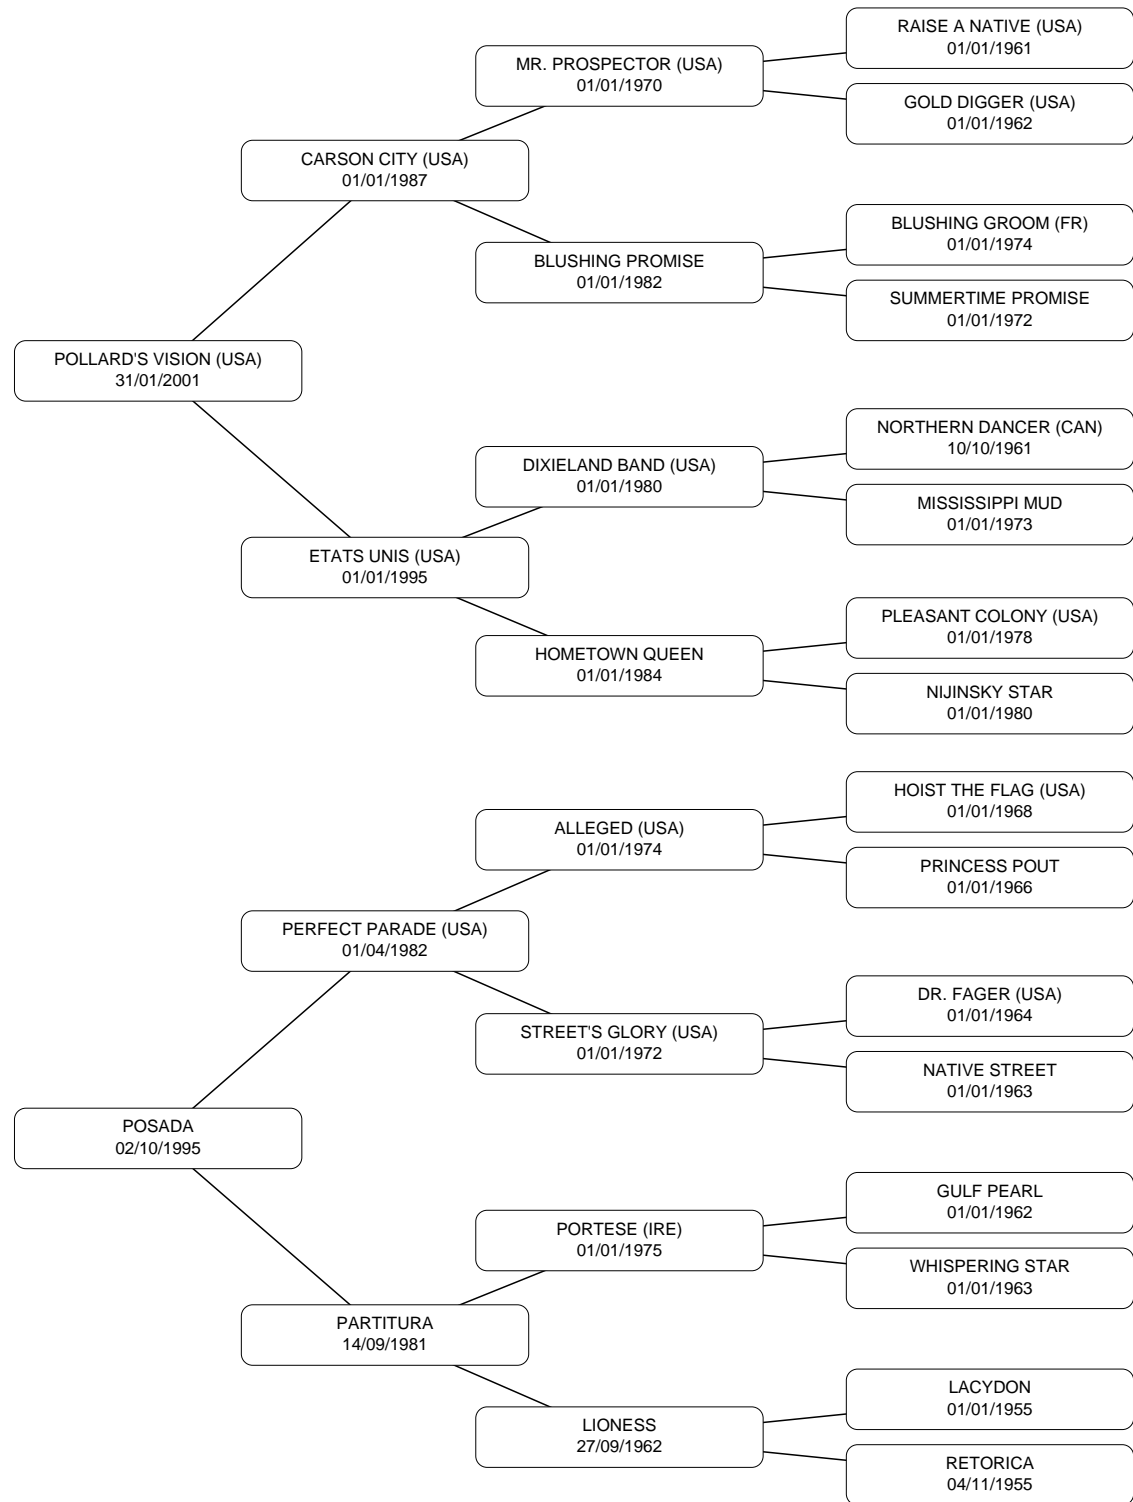 RAISE A NATIVE (USA)
01/01/1961
MR. PROSPECTOR (USA)
01/01/1970
GOLD DIGGER (USA)
01/01/1962
CARSON CITY (USA)
01/01/1987
BLUSHING GROOM (FR)
01/01/1974
BLUSHING PROMISE
01/01/1982
SUMMERTIME PROMISE
01/01/1972
POLLARD'S VISION (USA)
31/01/2001
NORTHERN DANCER (CAN)
10/10/1961
DIXIELAND BAND (USA)
01/01/1980
MISSISSIPPI MUD
01/01/1973
ETATS UNIS (USA)
01/01/1995
PLEASANT COLONY (USA)
01/01/1978
HOMETOWN QUEEN
01/01/1984
NIJINSKY STAR
01/01/1980
HOIST THE FLAG (USA)
01/01/1968
ALLEGED (USA)
01/01/1974
PRINCESS POUT
01/01/1966
PERFECT PARADE (USA)
01/04/1982
DR. FAGER (USA)
01/01/1964
STREET'S GLORY (USA)
01/01/1972
NATIVE STREET
01/01/1963
POSADA
02/10/1995
GULF PEARL
01/01/1962
PORTESE (IRE)
01/01/1975
WHISPERING STAR
01/01/1963
PARTITURA
14/09/1981
LACYDON
01/01/1955
LIONESS
27/09/1962
RETORICA
04/11/1955